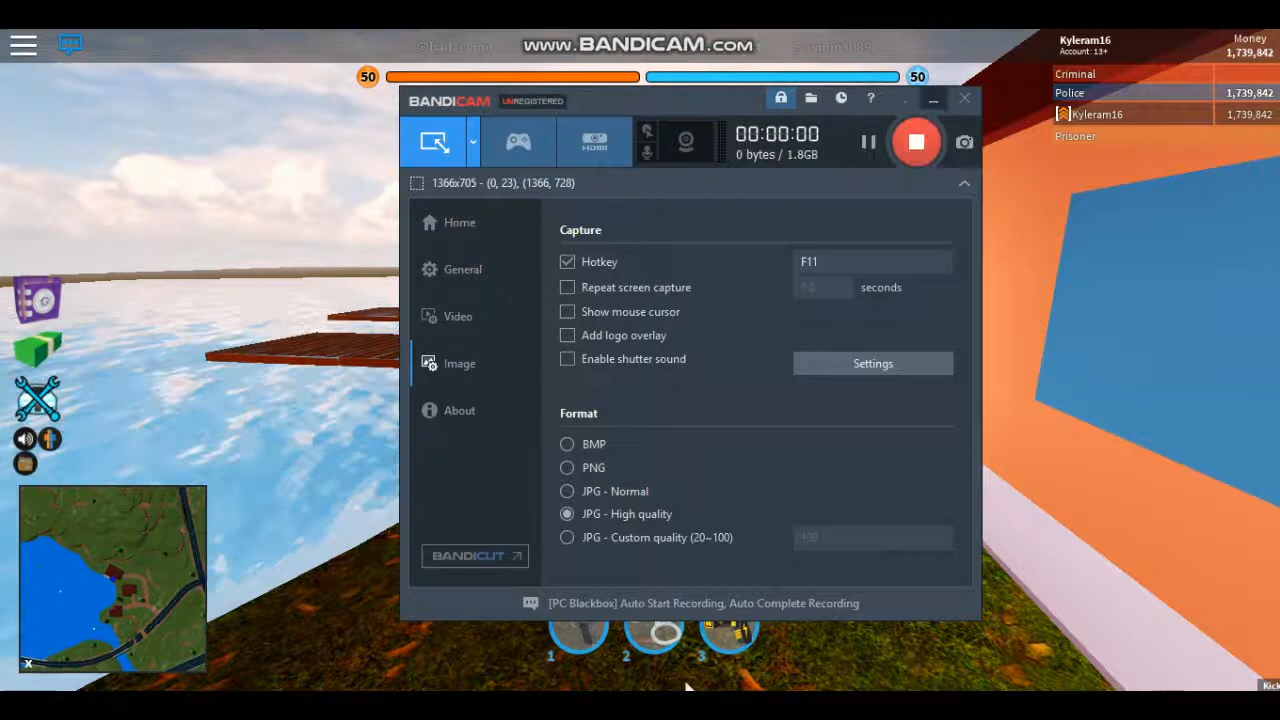 www.BANDICAM.com
Kyleram16
Account: 13+
Money
1,739,842
50
50
Criminal
Police 1,739,842
Kyleram16 1,739,842
Prisoner
BANDICAM UNREGISTERED
?
HDMI
00:00:00
0 bytes / 1.8GB
1366x705 - (0, 23), (1366, 728)
Home
General
Video
Image
About
BANDICUT
Capture
Hotkey F11
Repeat screen capture seconds
Show mouse cursor
Add logo overlay
Enable shutter sound Settings
Format
BMP
PNG
JPG - Normal
JPG - High quality
JPG - Custom quality (20~100)
[PC Blackbox] Auto Start Recording, Auto Complete Recording
1 2 3
X
Kick